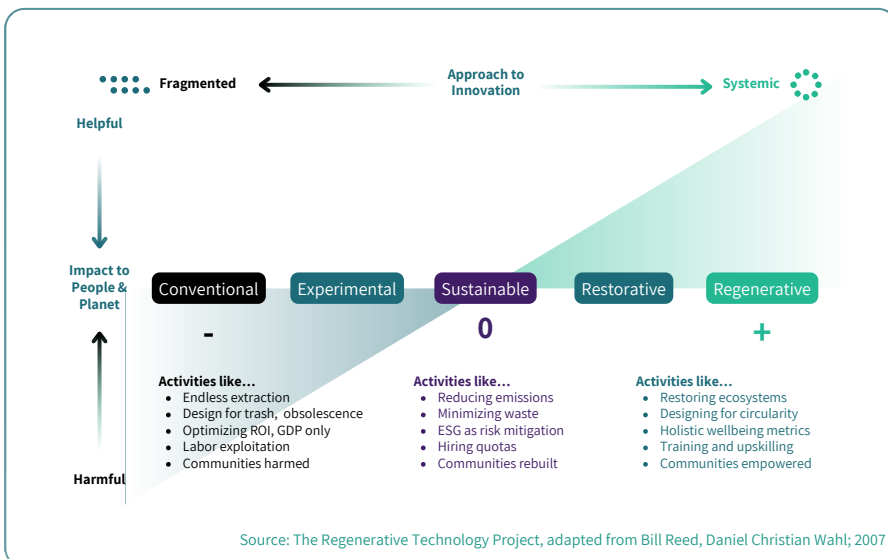 Fragmented
Approach to
Innovation
Systemic
Helpful
Impact to
People &
Planet
Harmful
Conventional
Experimental
Sustainable
Restorative
Regenerative
-
0
+
Activities like...
• Endless extraction
• Design for trash, obsolescence
• Optimizing ROI, GDP only
• Labor exploitation
• Communities harmed
Activities like...
• Reducing emissions
• Minimizing waste
• ESG as risk mitigation
• Hiring quotas
• Communities rebuilt
Activities like...
• Restoring ecosystems
• Designing for circularity
• Holistic wellbeing metrics
• Training and upskilling
• Communities empowered
Source: The Regenerative Technology Project, adapted from Bill Reed, Daniel Christian Wahl; 2007